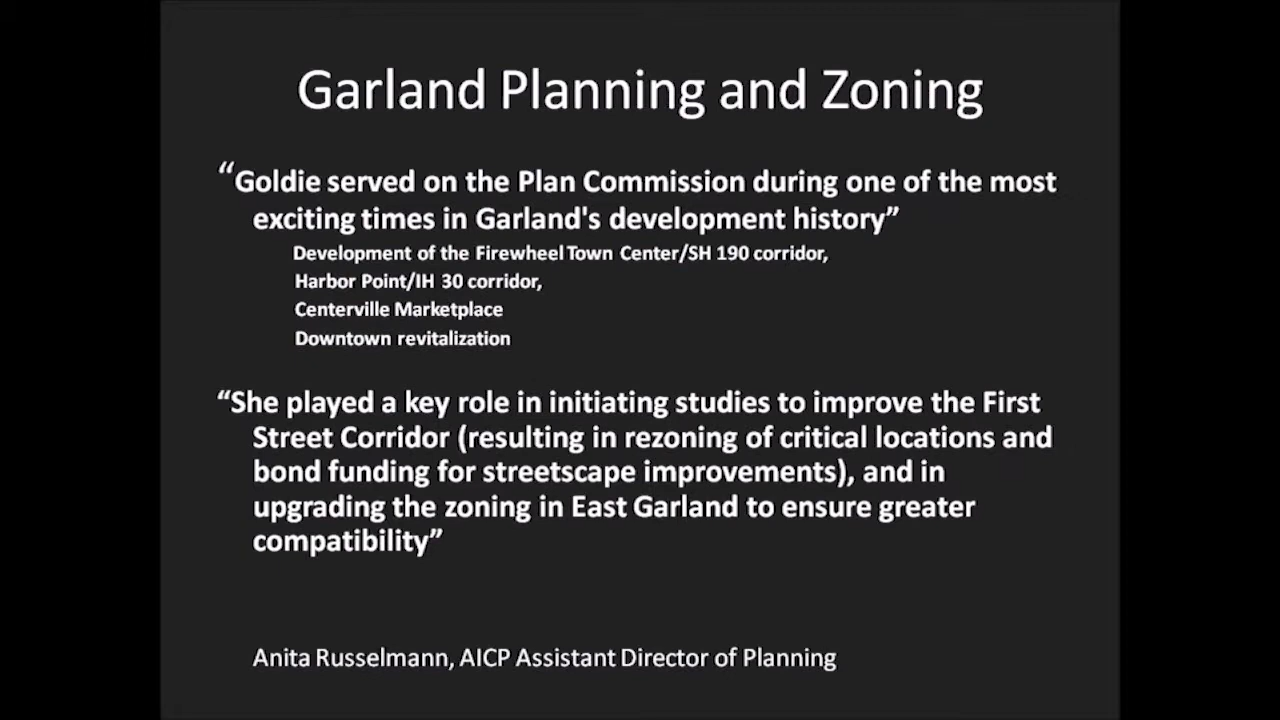 Garland Planning and Zoning
“Goldie served on the Plan Commission during one of the most
exciting times in Garland's development history”
Development of the Firewheel Town Center/SH 190 corridor,
Harbor Point/IH 30 corridor,
Centerville Marketplace
Downtown revitalization
“She played a key role in initiating studies to improve the First
Street Corridor (resulting in rezoning of critical locations and
bond funding for streetscape improvements), and in
upgrading the zoning in East Garland to ensure greater
compatibility”
Anita Russelmann, AICP Assistant Director of Planning